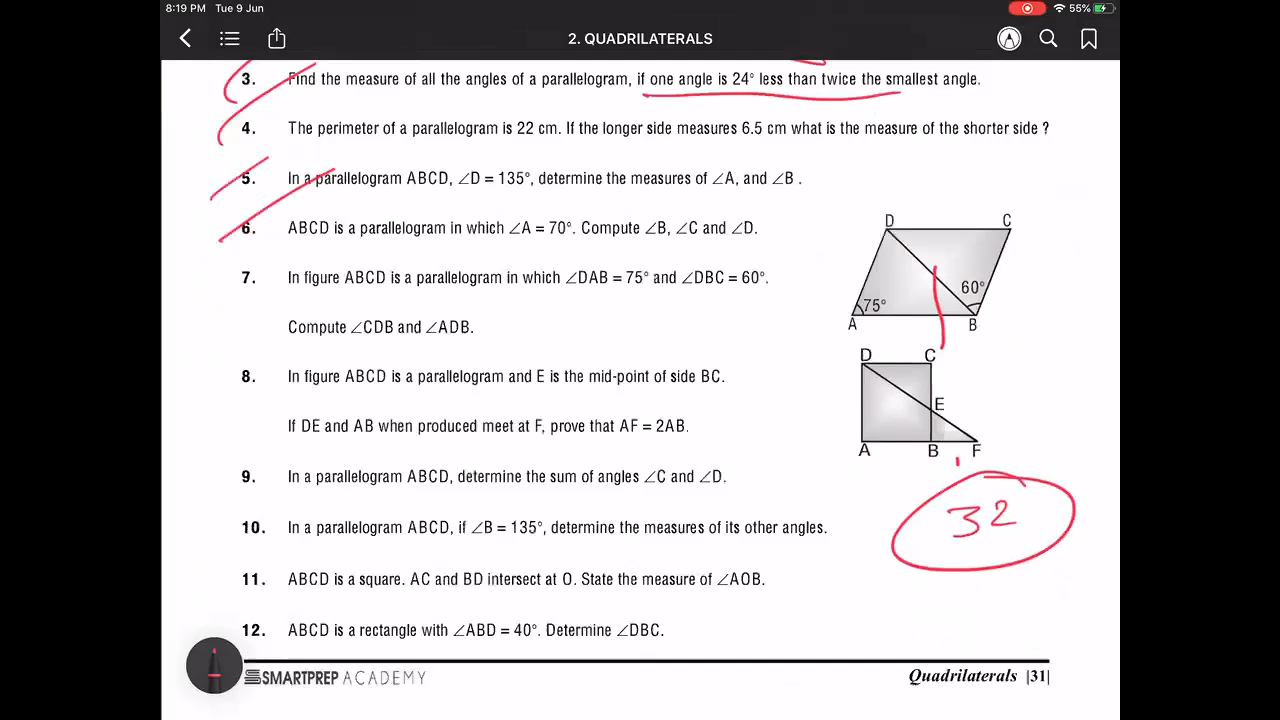 8:19 PM Tue 9 Jun
55%
2. QUADRILATERALS
3. Find the measure of all the angles of a parallelogram, if one angle is 24° less than twice the smallest angle.
4. The perimeter of a parallelogram is 22 cm. If the longer side measures 6.5 cm what is the measure of the shorter side ?
5. In a parallelogram ABCD, ∠D = 135°, determine the measures of ∠A, and ∠B .
6. ABCD is a parallelogram in which ∠A = 70°. Compute ∠B, ∠C and ∠D.
7. In figure ABCD is a parallelogram in which ∠DAB = 75° and ∠DBC = 60°.
Compute ∠CDB and ∠ADB.
D C
60°
75°
A B
8. In figure ABCD is a parallelogram and E is the mid-point of side BC.
If DE and AB when produced meet at F, prove that AF = 2AB.
D C
E
A B F
9. In a parallelogram ABCD, determine the sum of angles ∠C and ∠D.
32
10. In a parallelogram ABCD, if ∠B = 135°, determine the measures of its other angles.
11. ABCD is a square. AC and BD intersect at O. State the measure of ∠AOB.
12. ABCD is a rectangle with ∠ABD = 40°. Determine ∠DBC.
SMARTPREP ACADEMY
Quadrilaterals |31|